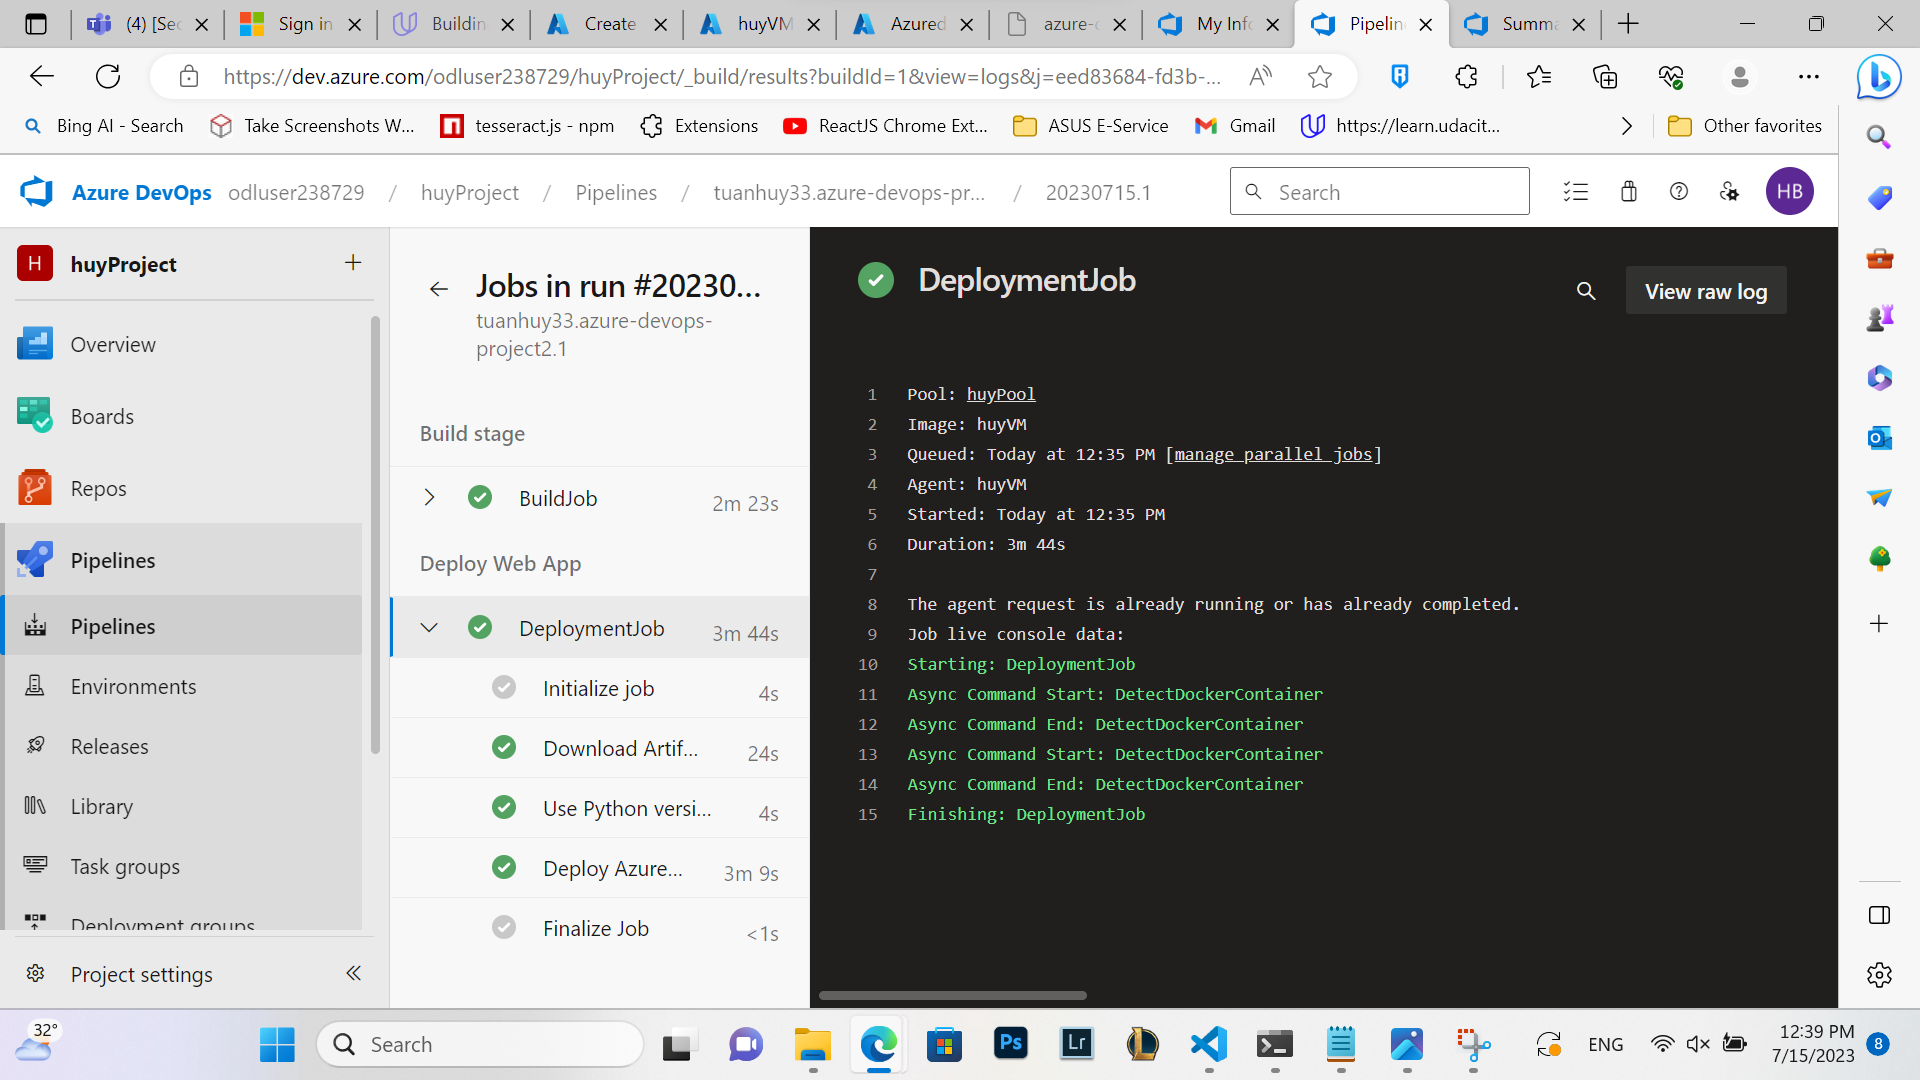 (4) [Sec
Sign in
Buildin
Create
huyVM
Azured
azure-c
My Info
Pipelin
Summa
https://dev.azure.com/odluser238729/huyProject/_build/results?buildId=1&view=logs&j=eed83684-fd3b-...
Bing AI - Search
Take Screenshots W...
tesseract.js - npm
Extensions
ReactJS Chrome Ext...
ASUS E-Service
Gmail
https://learn.udacit...
Other favorites
Azure DevOps
odluser238729 / huyProject / Pipelines / tuanhuy33.azure-devops-pr... / 20230715.1
Search
HB
H
huyProject
Overview
Boards
Repos
Pipelines
Pipelines
Environments
Releases
Library
Task groups
Deployment groups
Project settings
Jobs in run #20230...
tuanhuy33.azure-devops-
project2.1
Build stage
BuildJob 2m 23s
Deploy Web App
DeploymentJob 3m 44s
Initialize job 4s
Download Artif... 24s
Use Python versi... 4s
Deploy Azure... 3m 9s
Finalize Job <1s
DeploymentJob
View raw log
1 Pool: huyPool
2 Image: huyVM
3 Queued: Today at 12:35 PM [manage parallel jobs]
4 Agent: huyVM
5 Started: Today at 12:35 PM
6 Duration: 3m 44s
7
8 The agent request is already running or has already completed.
9 Job live console data:
10 Starting: DeploymentJob
11 Async Command Start: DetectDockerContainer
12 Async Command End: DetectDockerContainer
13 Async Command Start: DetectDockerContainer
14 Async Command End: DetectDockerContainer
15 Finishing: DeploymentJob
32°
Search
Ps
Lr
ENG
12:39 PM
7/15/2023
8